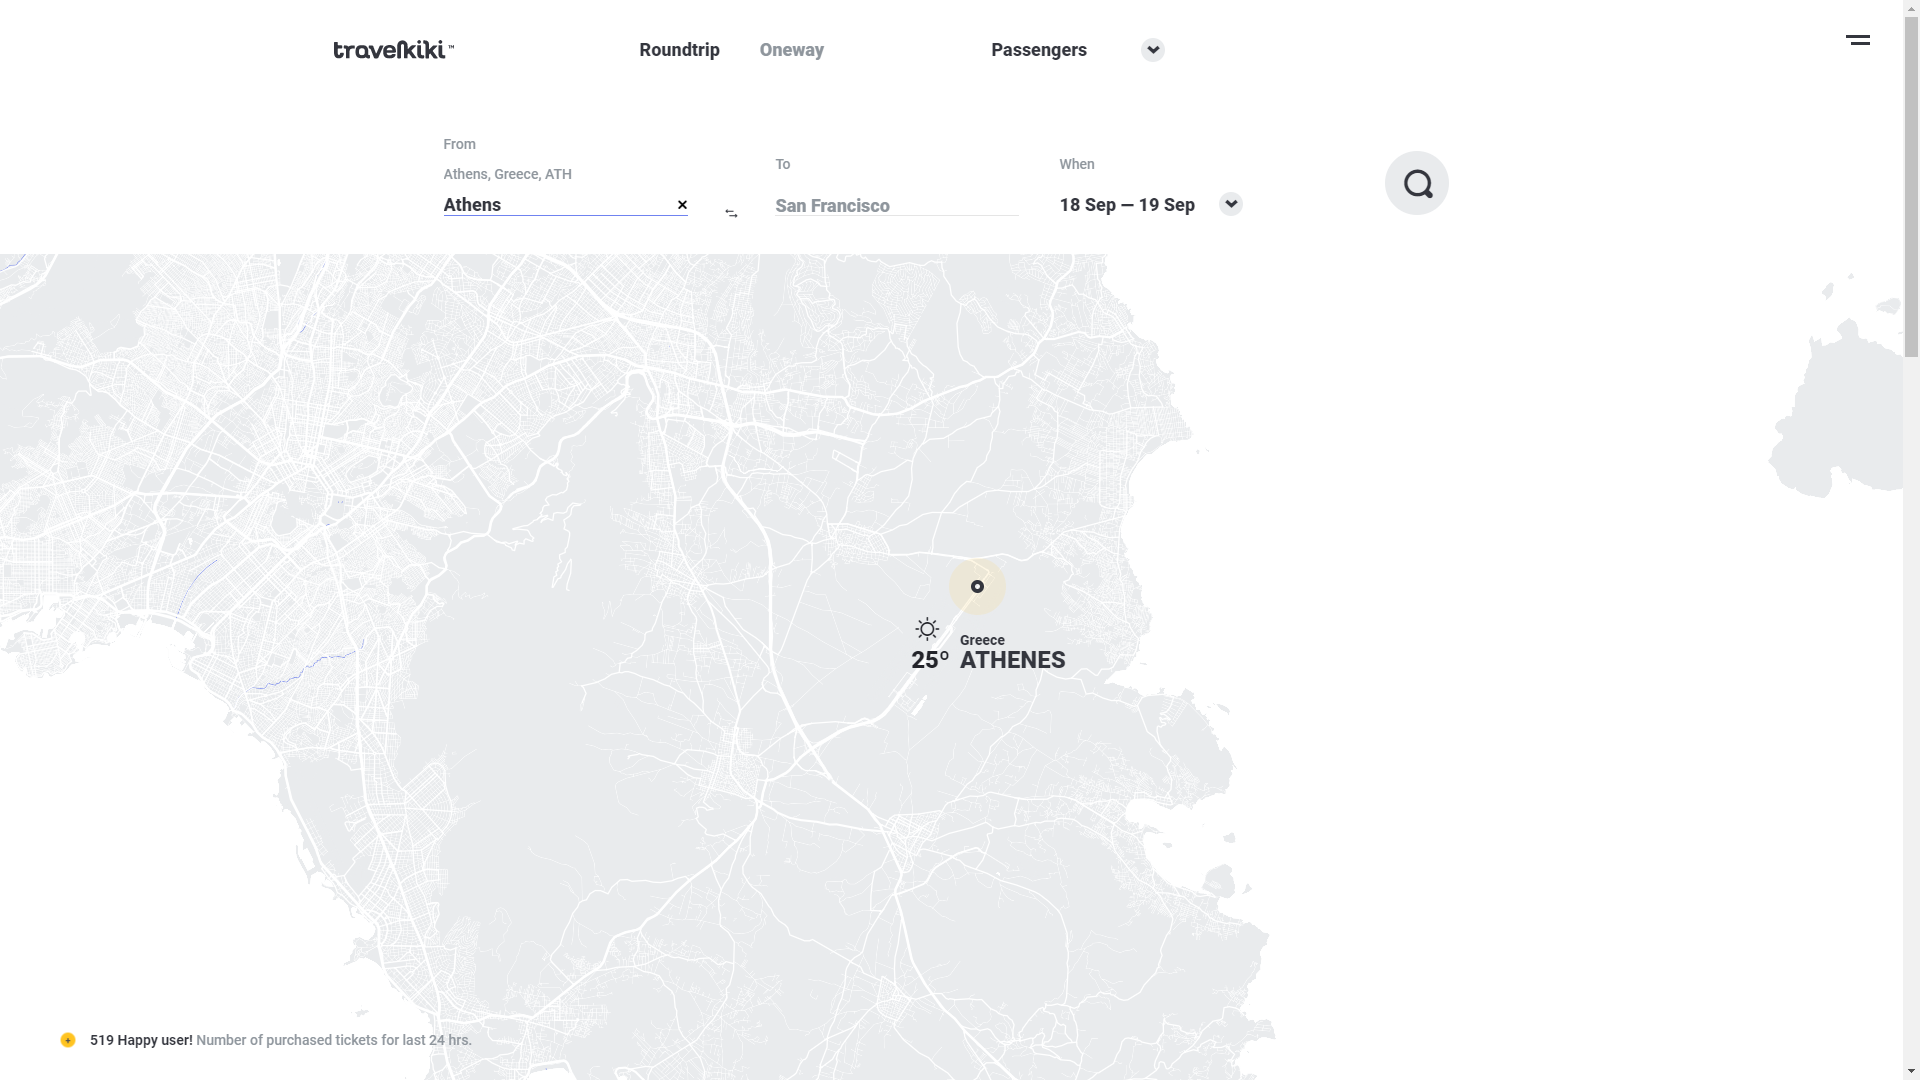 travelkiki™
Roundtrip
Oneway
Passengers
From
Athens, Greece, ATH
Athens
To
San Francisco
When
18 Sep — 19 Sep
Greece
25° ATHENES
519 Happy user! Number of purchased tickets for last 24 hrs.